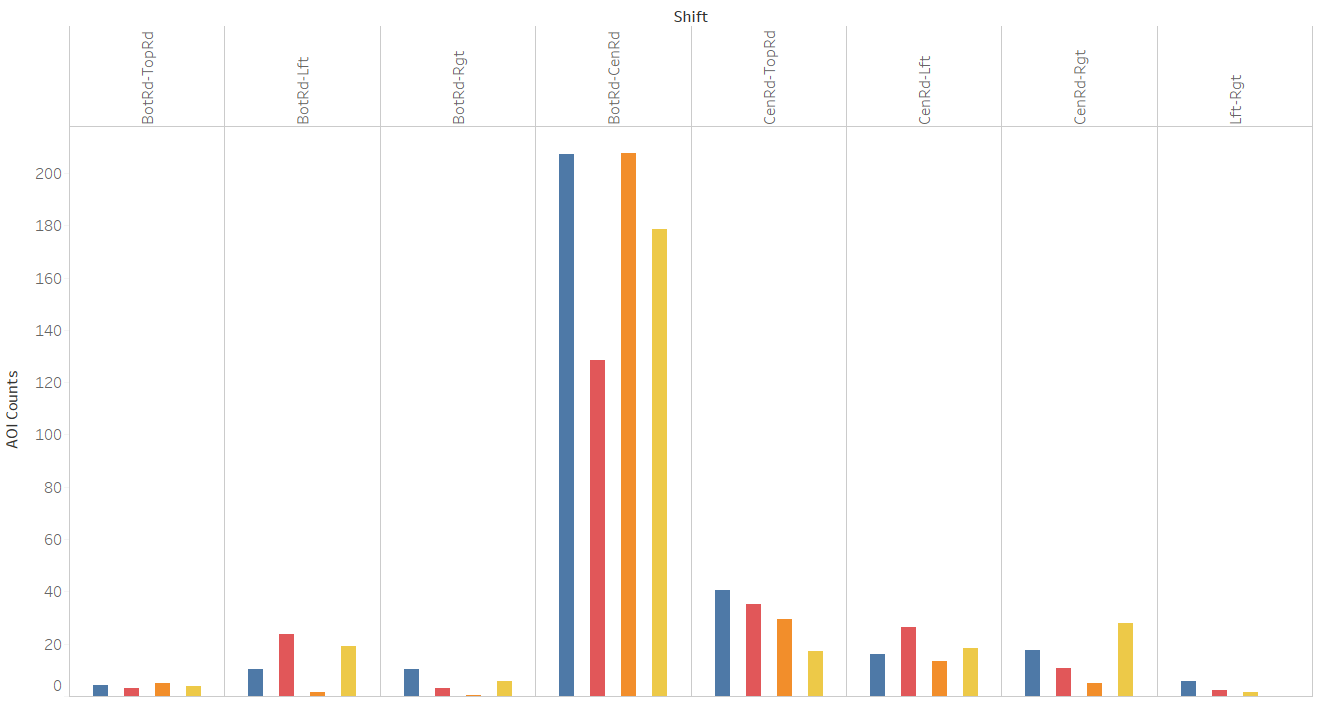 Shift
BotRd-TopRd
BotRd-Lft
BotRd-Rgt
BotRd-CenRd
CenRd-TopRd
CenRd-Lft
CenRd-Rgt
Lft-Rgt
AOI Counts
200
180
160
140
120
100
80
60
40
20
0